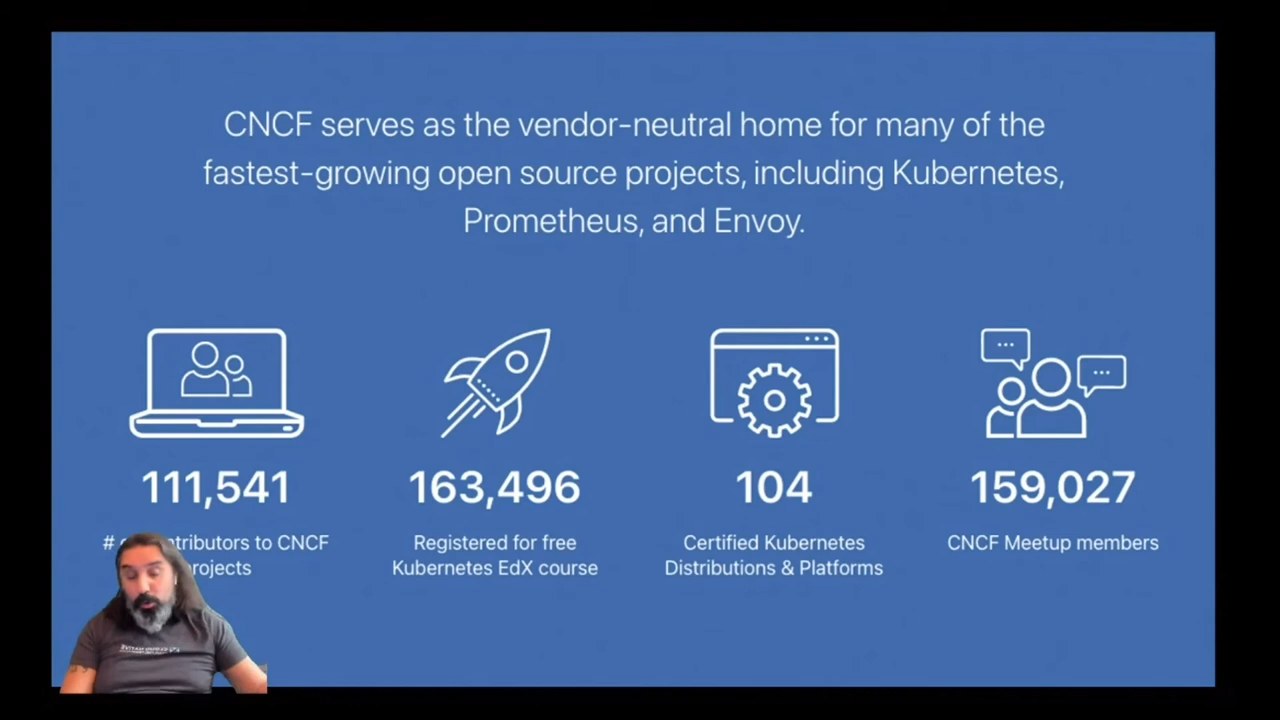 CNCF serves as the vendor-neutral home for many of the
fastest-growing open source projects, including Kubernetes,
Prometheus, and Envoy.
111,541
163,496
104
159,027
# CNCF
to
Registered for free
Kubernetes EdX course
Certified Kubernetes
Distributions & Platforms
CNCF Meetup members